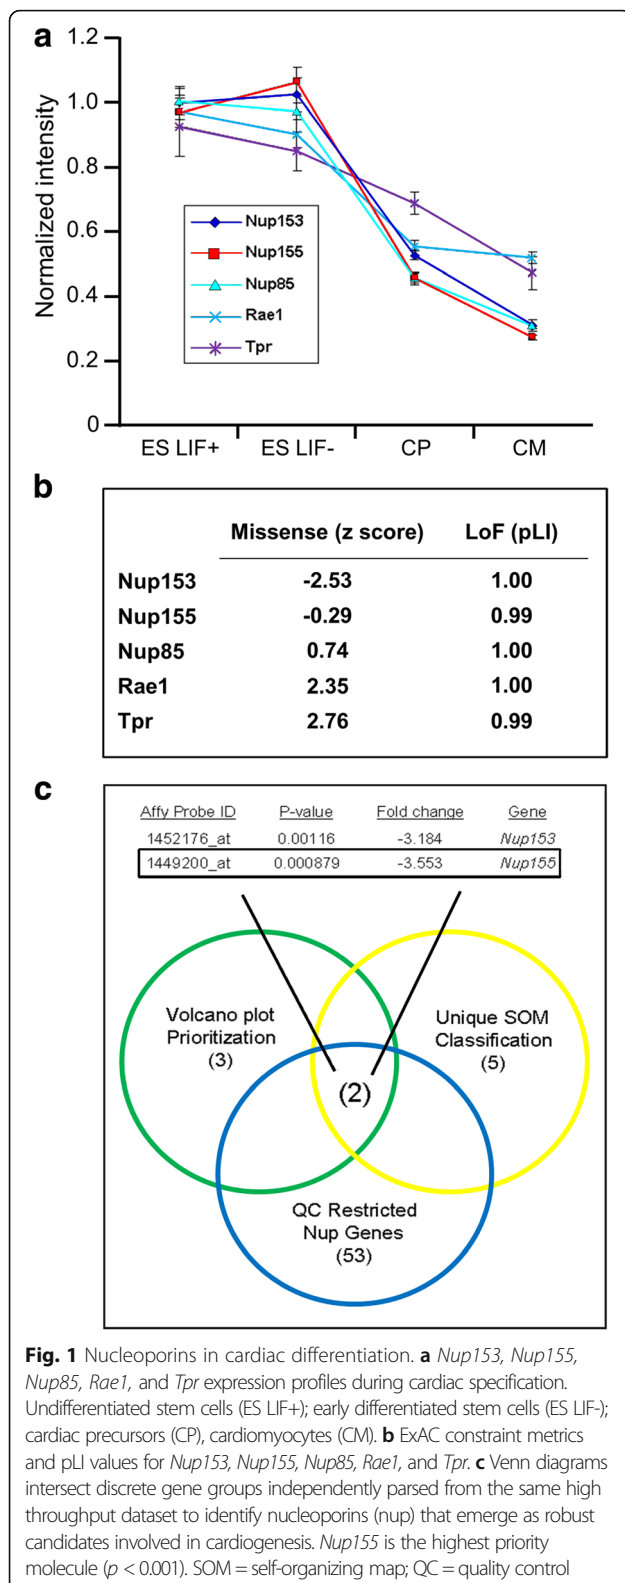 a
1.2
1.0
0.8
0.6
0.4
0.2
0
Normalized intensity
Nup153
Nup155
Nup85
Rae1
Tpr
ES LIF+ ES LIF- CP CM
b
Missense (z score) LoF (pLI)
Nup153 -2.53 1.00
Nup155 -0.29 0.99
Nup85 0.74 1.00
Rae1 2.35 1.00
Tpr 2.76 0.99
c
Affy Probe ID P-value Fold change Gene
1452176_at 0.00116 -3.184 Nup153
1449200_at 0.000879 -3.553 Nup155
Volcano plot
Prioritization
(3)
Unique SOM
Classification
(5)
(2)
QC Restricted
Nup Genes
(53)
Fig. 1 Nucleoporins in cardiac differentiation. a Nup153, Nup155,
Nup85, Rae1, and Tpr expression profiles during cardiac specification.
Undifferentiated stem cells (ES LIF+); early differentiated stem cells (ES LIF-);
cardiac precursors (CP), cardiomyocytes (CM). b ExAC constraint metrics
and pLI values for Nup153, Nup155, Nup85, Rae1, and Tpr. c Venn diagrams
intersect discrete gene groups independently parsed from the same high
throughput dataset to identify nucleoporins (nup) that emerge as robust
candidates involved in cardiogenesis. Nup155 is the highest priority
molecule (p < 0.001). SOM = self-organizing map; QC = quality control